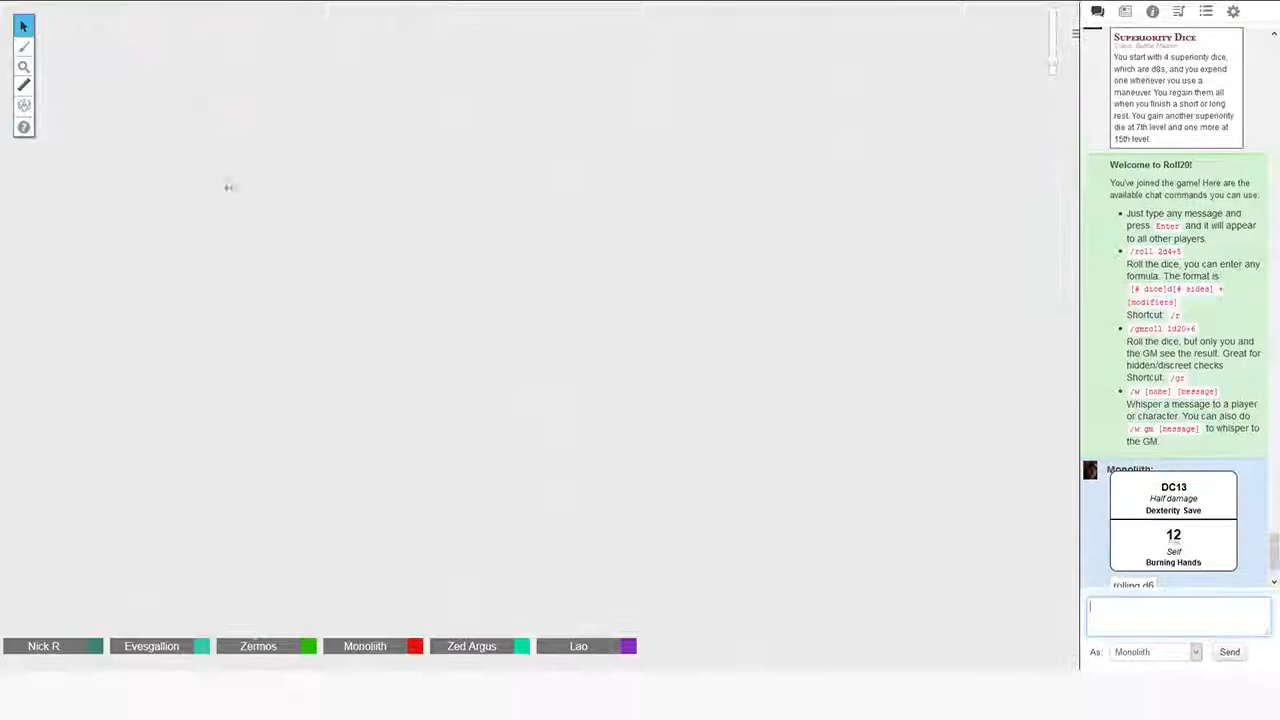 SUPERIORITY DICE
You start with 4 superiority dice,
which are d8s, and you expend
one whenever you use a
maneuver. You regain them all
when you finish a short or long
rest. You gain another superiority
die at 7th level and one more at
15th level.
Welcome to Roll20!
You've joined the game! Here are the
available chat commands you can use:
Just type any message and
press Enter and it will appear
to all other players.
/roll 2d4+5
Roll the dice, you can enter any
formula. The format is
[# dice]d[# sides] +
[modifiers]
Shortcut: /r
/gmroll 1d20+6
Roll the dice, but only you and
the GM see the result. Great for
hidden/discreet checks
Shortcut: /gr
/w [name] [message]
Whisper a message to a player
or character. You can also do
/w gm [message] to whisper to
the GM.
Monolith:
DC13
Half damage
Dexterity Save
12
Self
Burning Hands
rolling d6
As: Monolith Send
Nick R. Evesgallion Zermos Monolith Zed Argus Lao